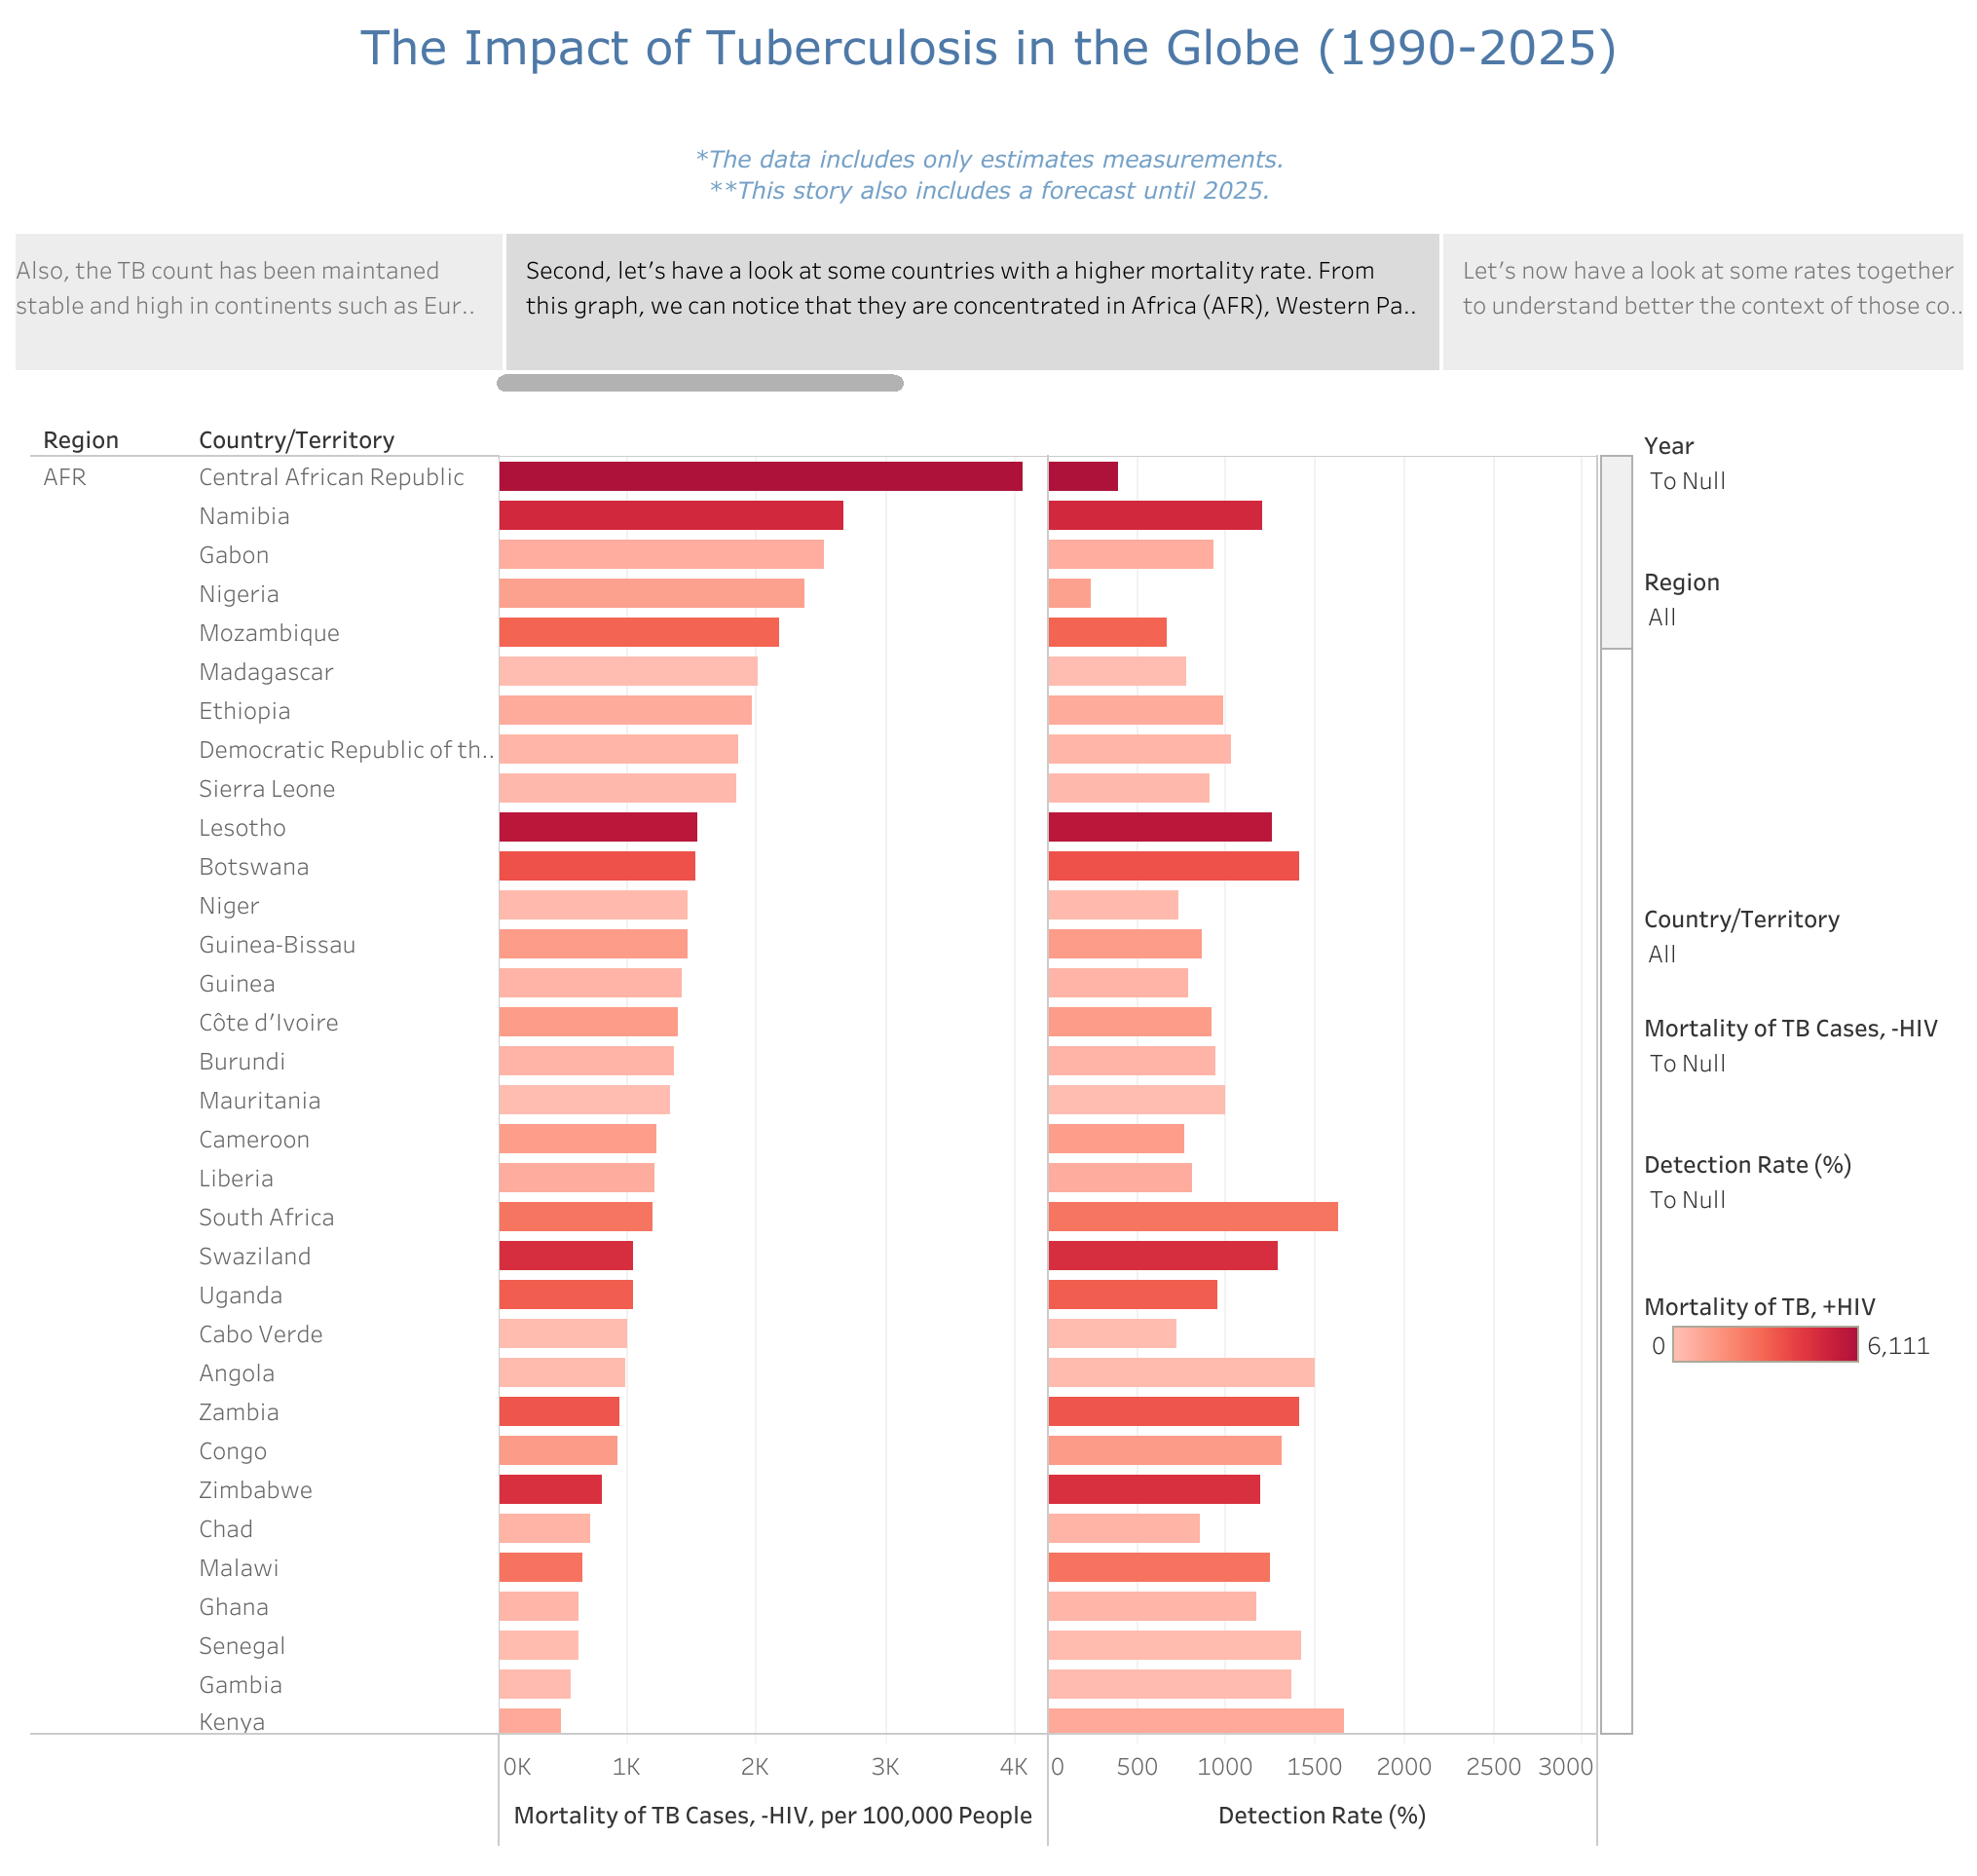 The Impact of Tuberculosis in the Globe (1990-2025)
*The data includes only estimates measurements.
**This story also includes a forecast until 2025.
Also, the TB count has been maintaned
stable and high in continents such as Eur..
Second, let's have a look at some countries with a higher mortality rate. From
this graph, we can notice that they are concentrated in Africa (AFR), Western Pa..
Let's now have a look at some rates together
to understand better the context of those co..
Region Country/Territory
AFR Central African Republic
Namibia
Gabon
Nigeria
Mozambique
Madagascar
Ethiopia
Democratic Republic of th..
Sierra Leone
Lesotho
Botswana
Niger
Guinea-Bissau
Guinea
Côte d'Ivoire
Burundi
Mauritania
Cameroon
Liberia
South Africa
Swaziland
Uganda
Cabo Verde
Angola
Zambia
Congo
Zimbabwe
Chad
Malawi
Ghana
Senegal
Gambia
Kenya
0K 1K 2K 3K 4K
Mortality of TB Cases, -HIV, per 100,000 People
0 500 1000 1500 2000 2500 3000
Detection Rate (%)
Year
To Null
Region
All
Country/Territory
All
Mortality of TB Cases, -HIV
To Null
Detection Rate (%)
To Null
Mortality of TB, +HIV
0 6,111